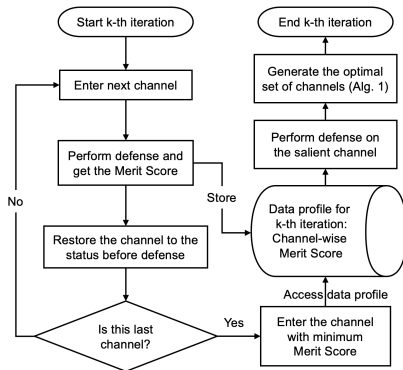 Start k-th iteration
Enter next channel
Perform defense and
get the Merit Score
Restore the channel to the
status before defense
Is this last
channel?
No
Yes
Store
Enter the channel
with minimum
Merit Score
Access data profile
Data profile for
k-th iteration:
Channel-wise
Merit Score
Perform defense on
the salient channel
Generate the optimal
set of channels (Alg. 1)
End k-th iteration